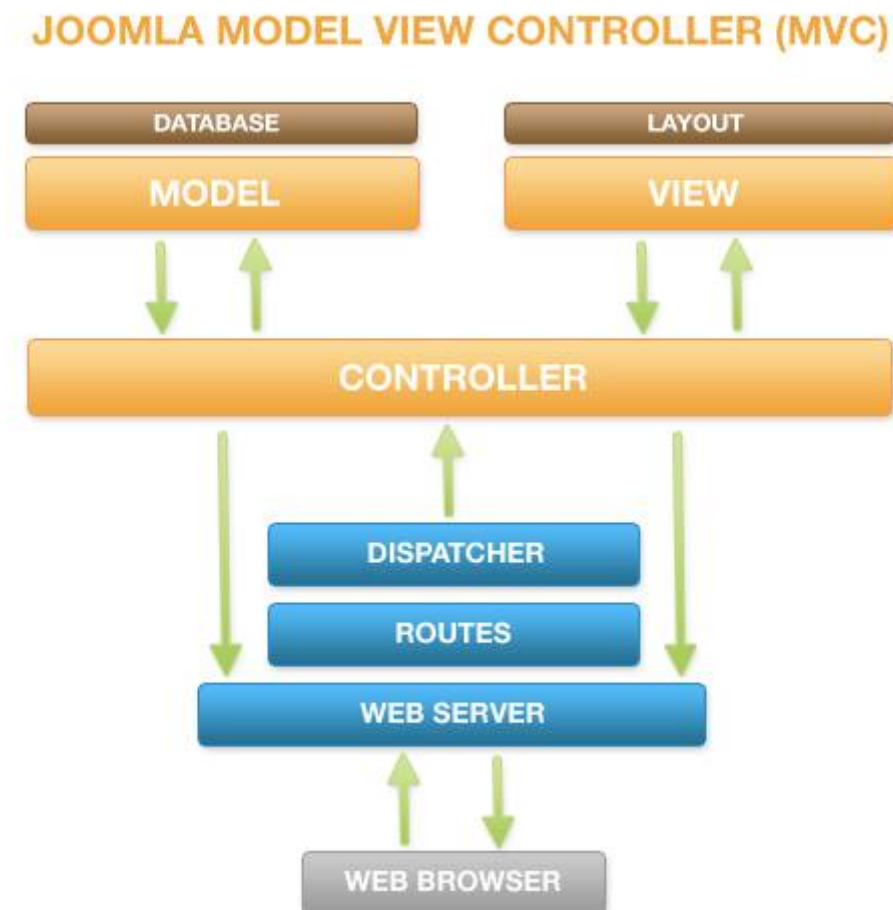 JOOMLA MODEL VIEW CONTROLLER (MVC)
DATABASE
MODEL
LAYOUT
VIEW
CONTROLLER
DISPATCHER
ROUTES
WEB SERVER
WEB BROWSER